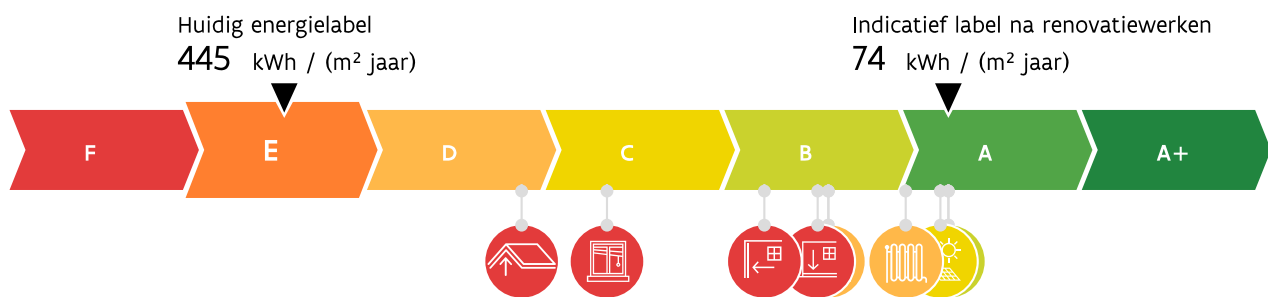 Huidig energielabel
445 kWh / (m² jaar)
Indicatief label na renovatiewerken
74 kWh / (m² jaar)
F E D C B A A+